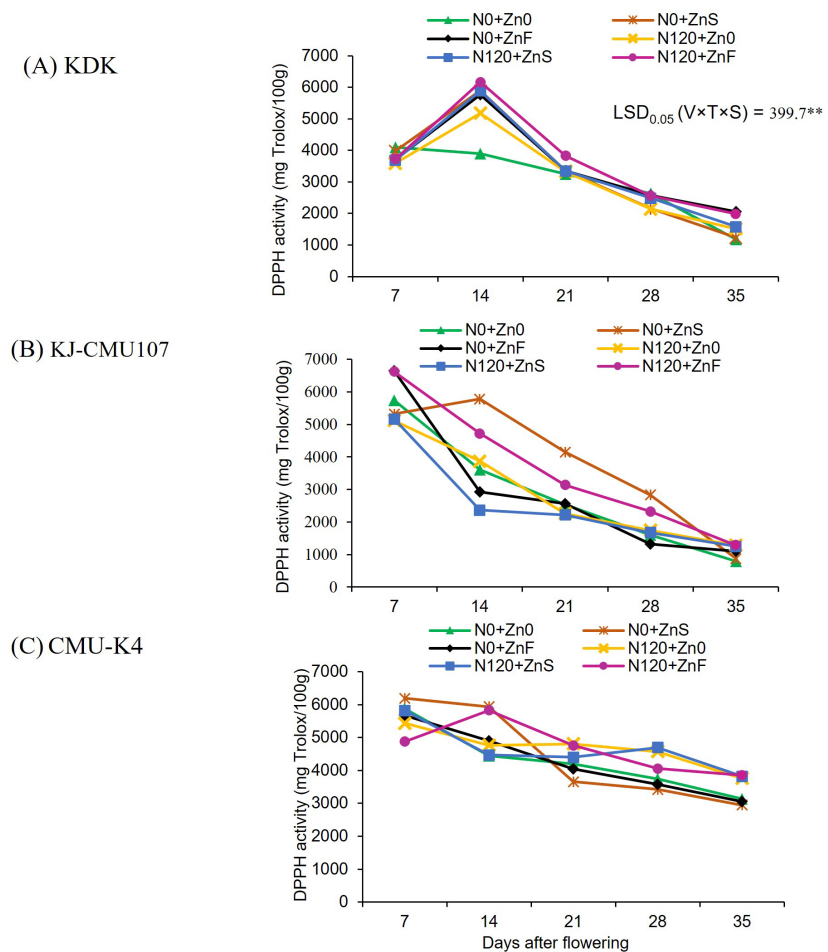 (A) KDK
N0+Zn0 N0+ZnS
N0+ZnF N120+Zn0
N120+ZnS N120+ZnF
LSD0.05 (V×T×S) = 399.7**
DPPH activity (mg Trolox/100g)
7000
6000
5000
4000
3000
2000
1000
0
7 14 21 28 35
(B) KJ-CMU107
N0+Zn0 N0+ZnS
N0+ZnF N120+Zn0
N120+ZnS N120+ZnF
DPPH activity (mg Trolox/100g)
7000
6000
5000
4000
3000
2000
1000
0
7 14 21 28 35
(C) CMU-K4
N0+Zn0 N0+ZnS
N0+ZnF N120+Zn0
N120+ZnS N120+ZnF
DPPH activity (mg Trolox/100g)
7000
6000
5000
4000
3000
2000
1000
0
7 14 21 28 35
Days after flowering